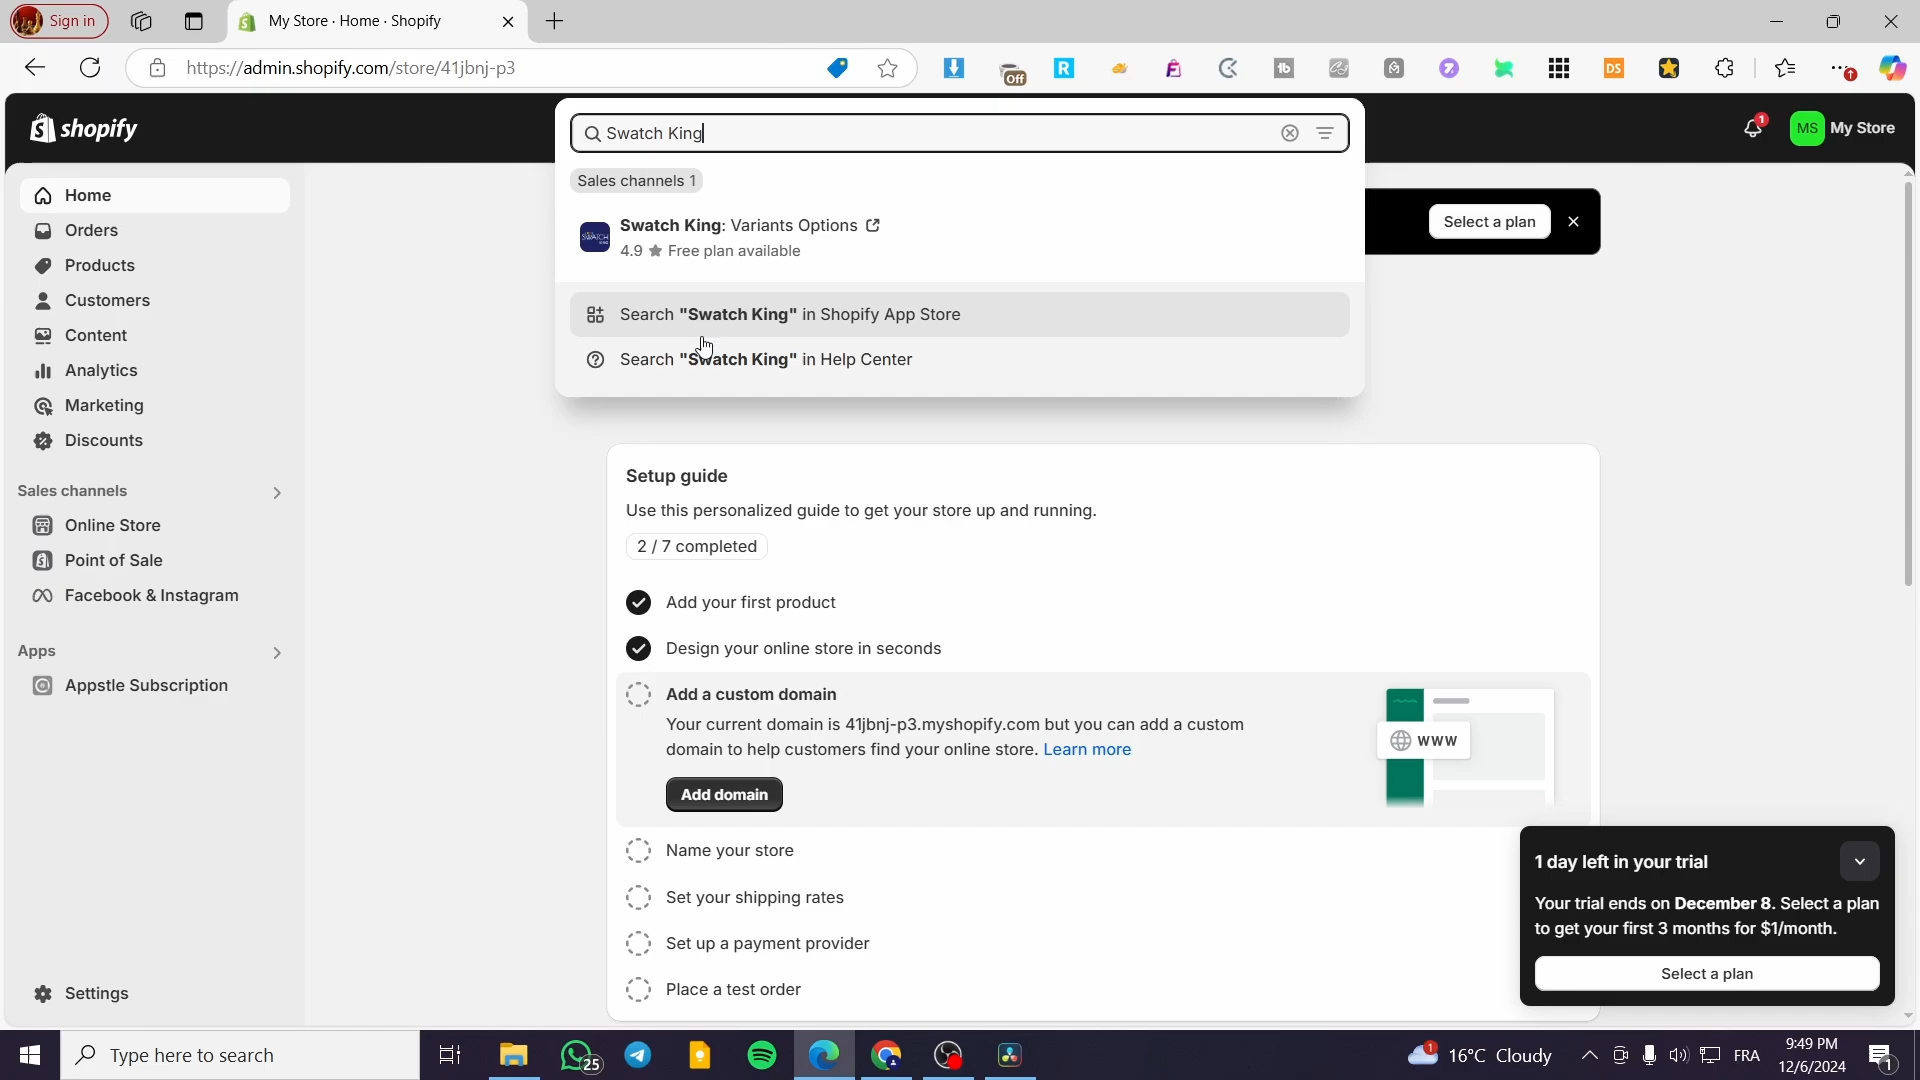 Sign in
My Store · Home · Shopify
https://admin.shopify.com/store/41jbnj-p3
Off
R
DS
shopify
Swatch King
MS My Store
Home
Orders
Products
Customers
Content
Analytics
Marketing
Discounts
Sales channels
Online Store
Point of Sale
Facebook & Instagram
Apps
Appstle Subscription
Settings
Sales channels 1
Swatch King: Variants Options
4.9 ★ Free plan available
Search "Swatch King" in Shopify App Store
Search "Swatch King" in Help Center
Select a plan
Setup guide
Use this personalized guide to get your store up and running.
2 / 7 completed
Add your first product
Design your online store in seconds
Add a custom domain
Your current domain is 41jbnj-p3.myshopify.com but you can add a custom
domain to help customers find your online store. Learn more
Add domain
WWW
Name your store
Set your shipping rates
Set up a payment provider
Place a test order
1 day left in your trial
Your trial ends on December 8. Select a plan
to get your first 3 months for $1/month.
Select a plan
Type here to search
25
16°C Cloudy
FRA
9:49 PM
12/6/2024
1